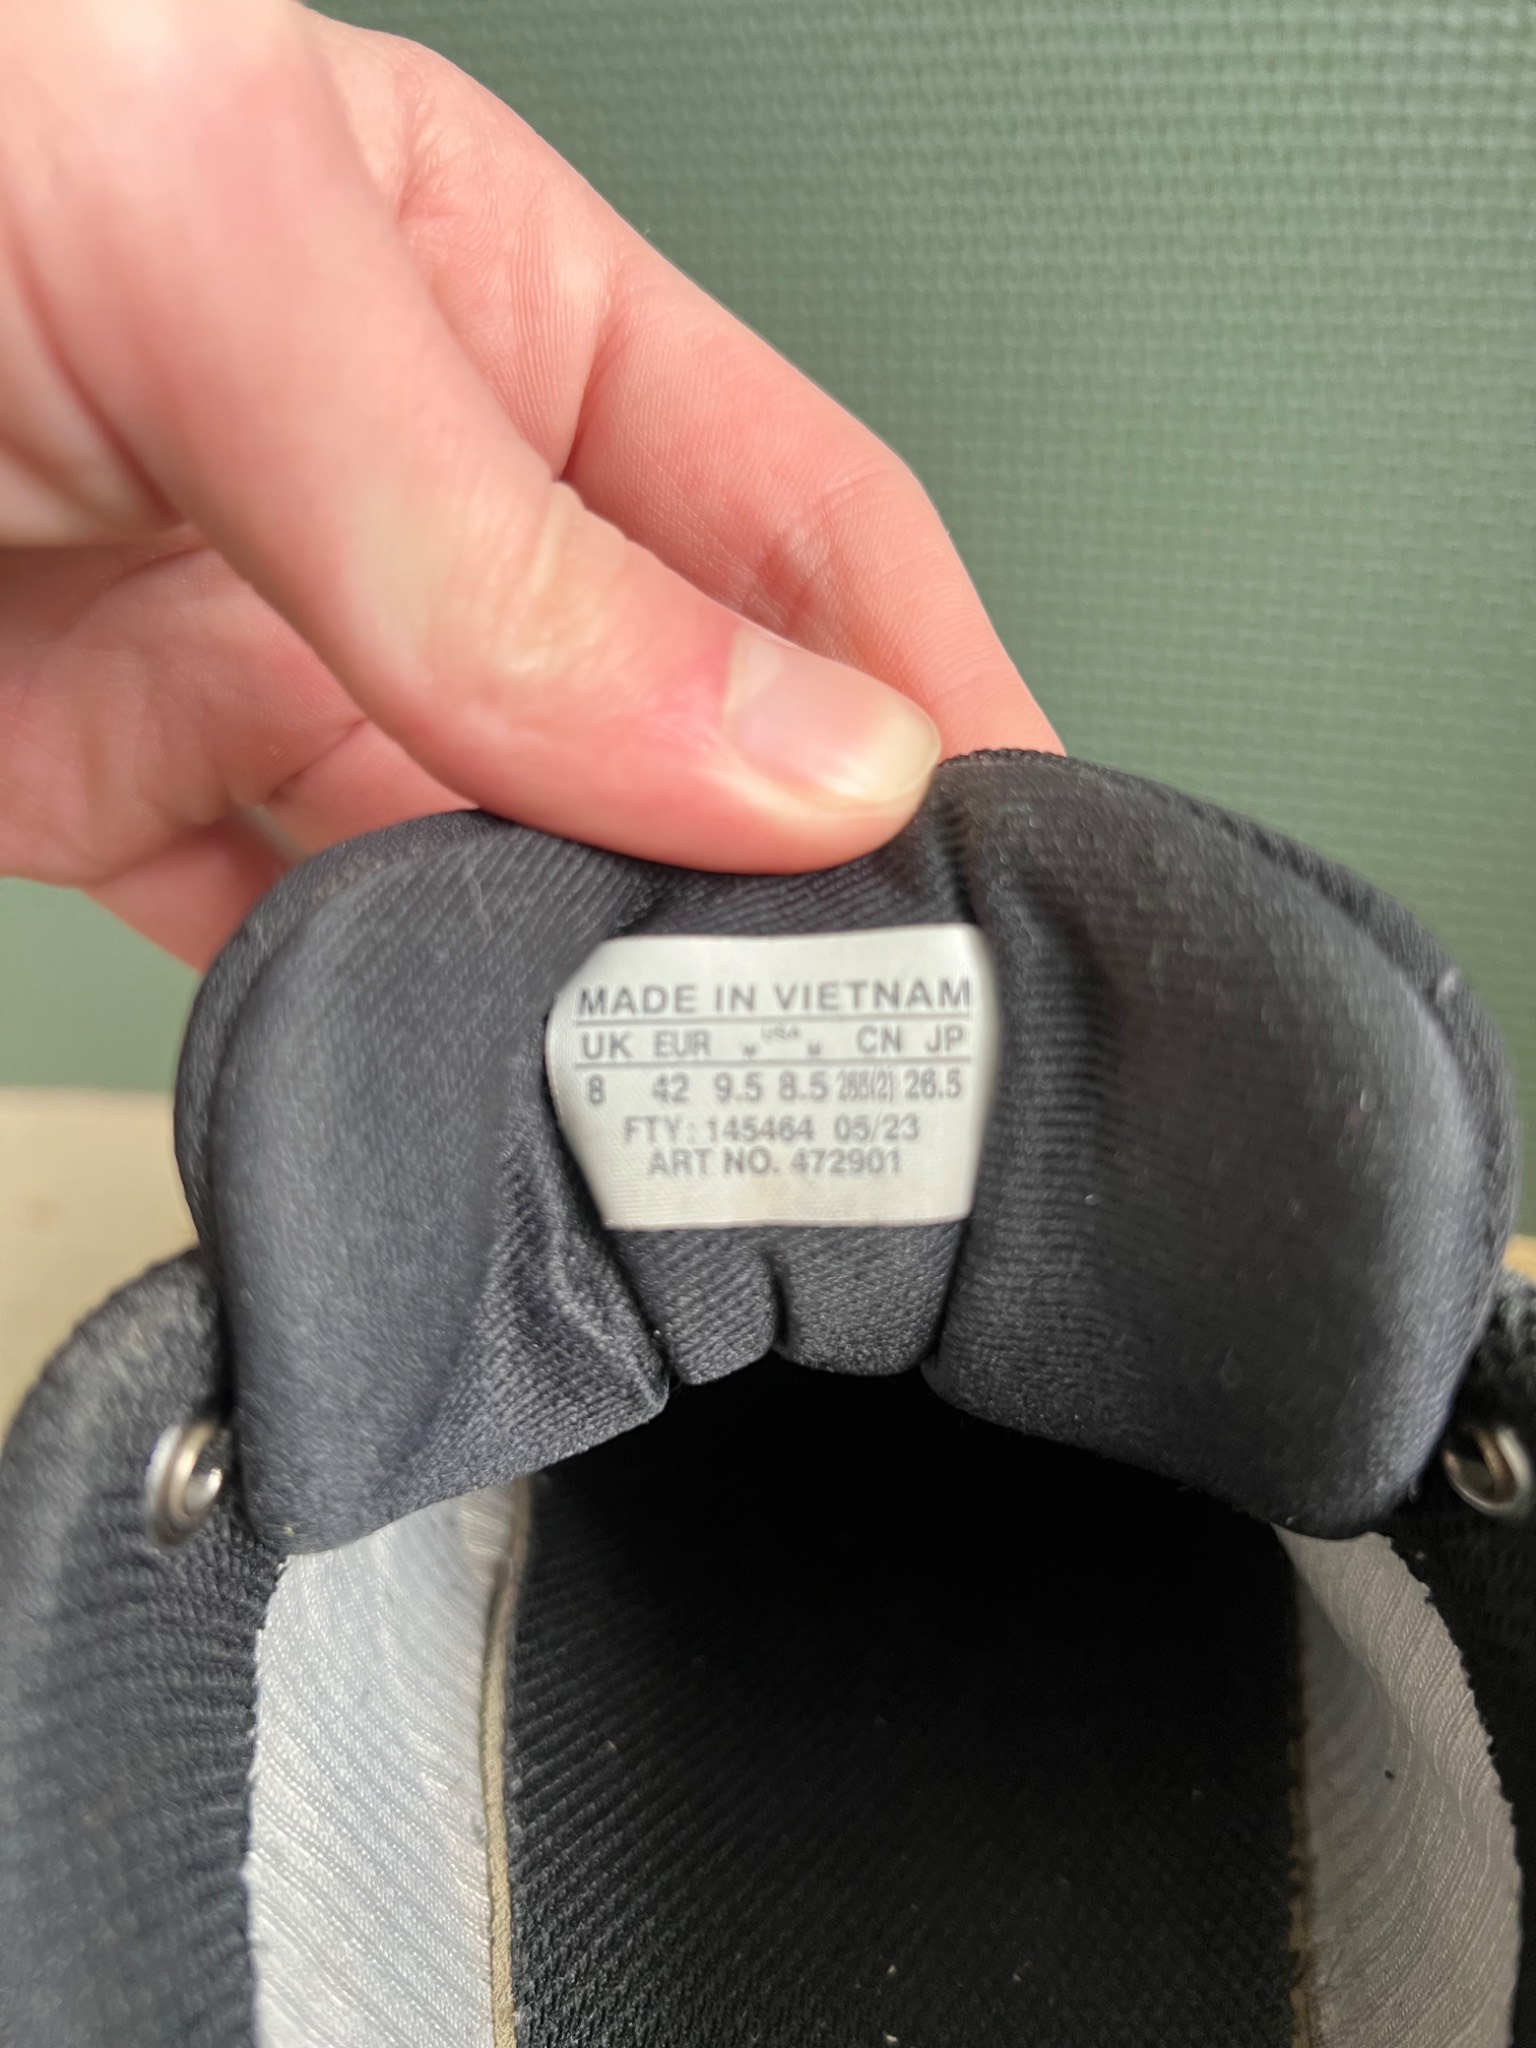 MADE IN VIETNAM
UK EUR W USA M CN JP
8 42 9.5 8.5 265(2) 26.5
FTY: 145464 05/23
ART NO. 472901